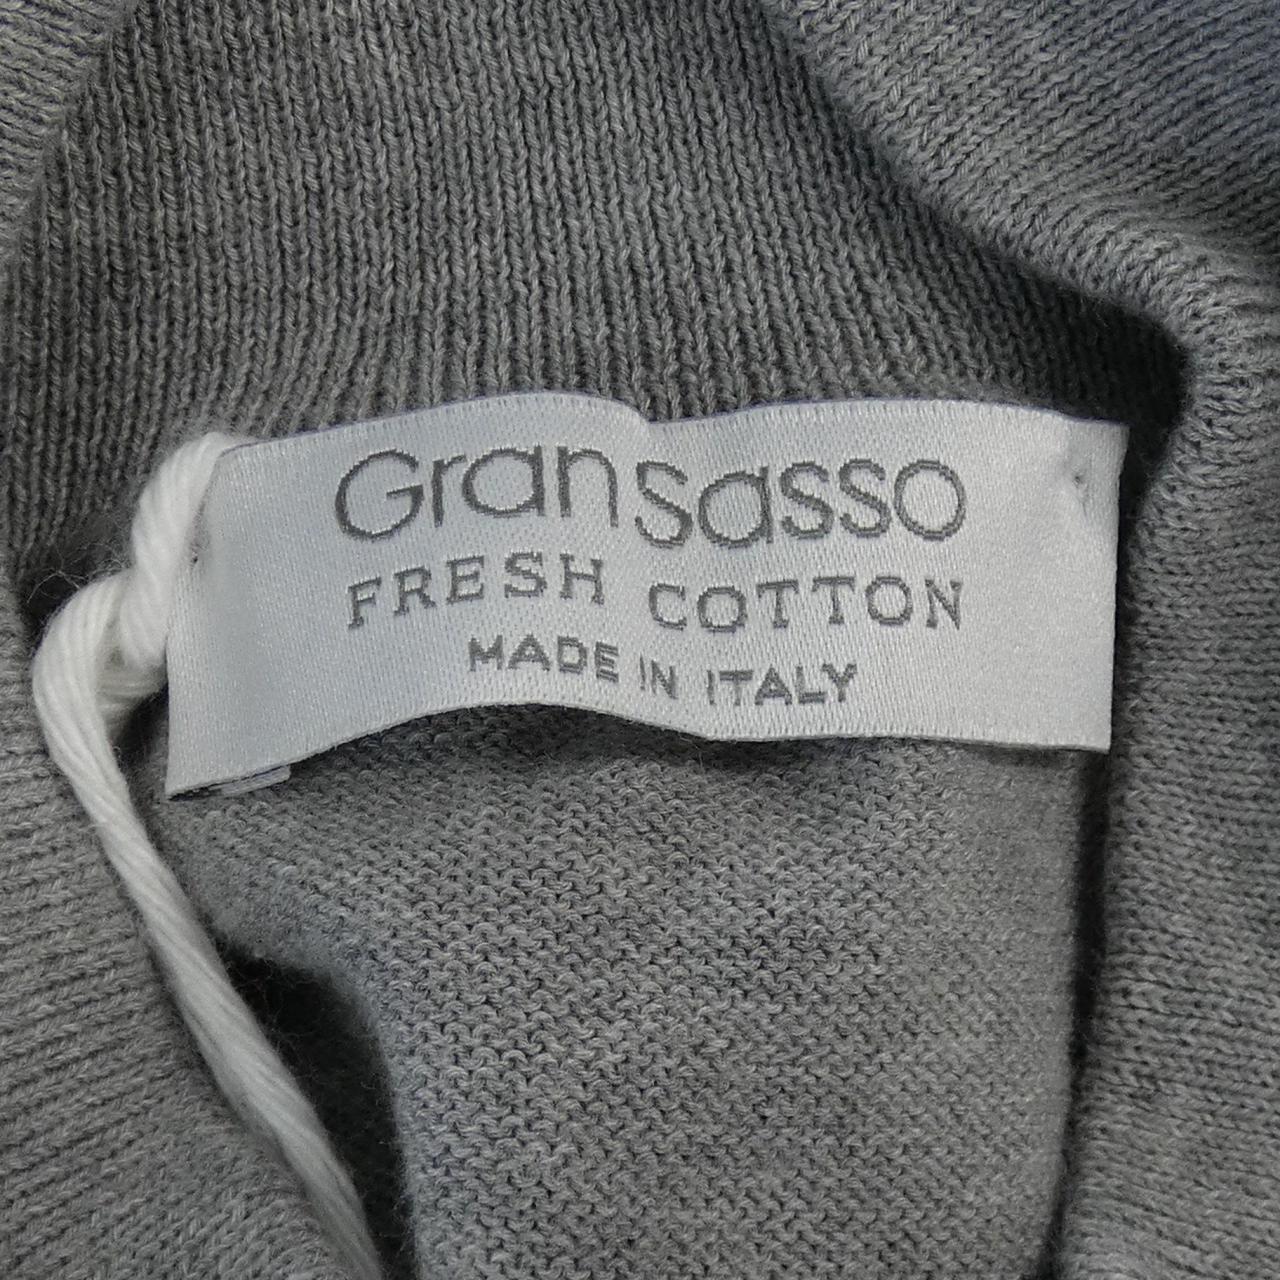 Gran sasso
FRESH COTTON
MADE IN ITALY